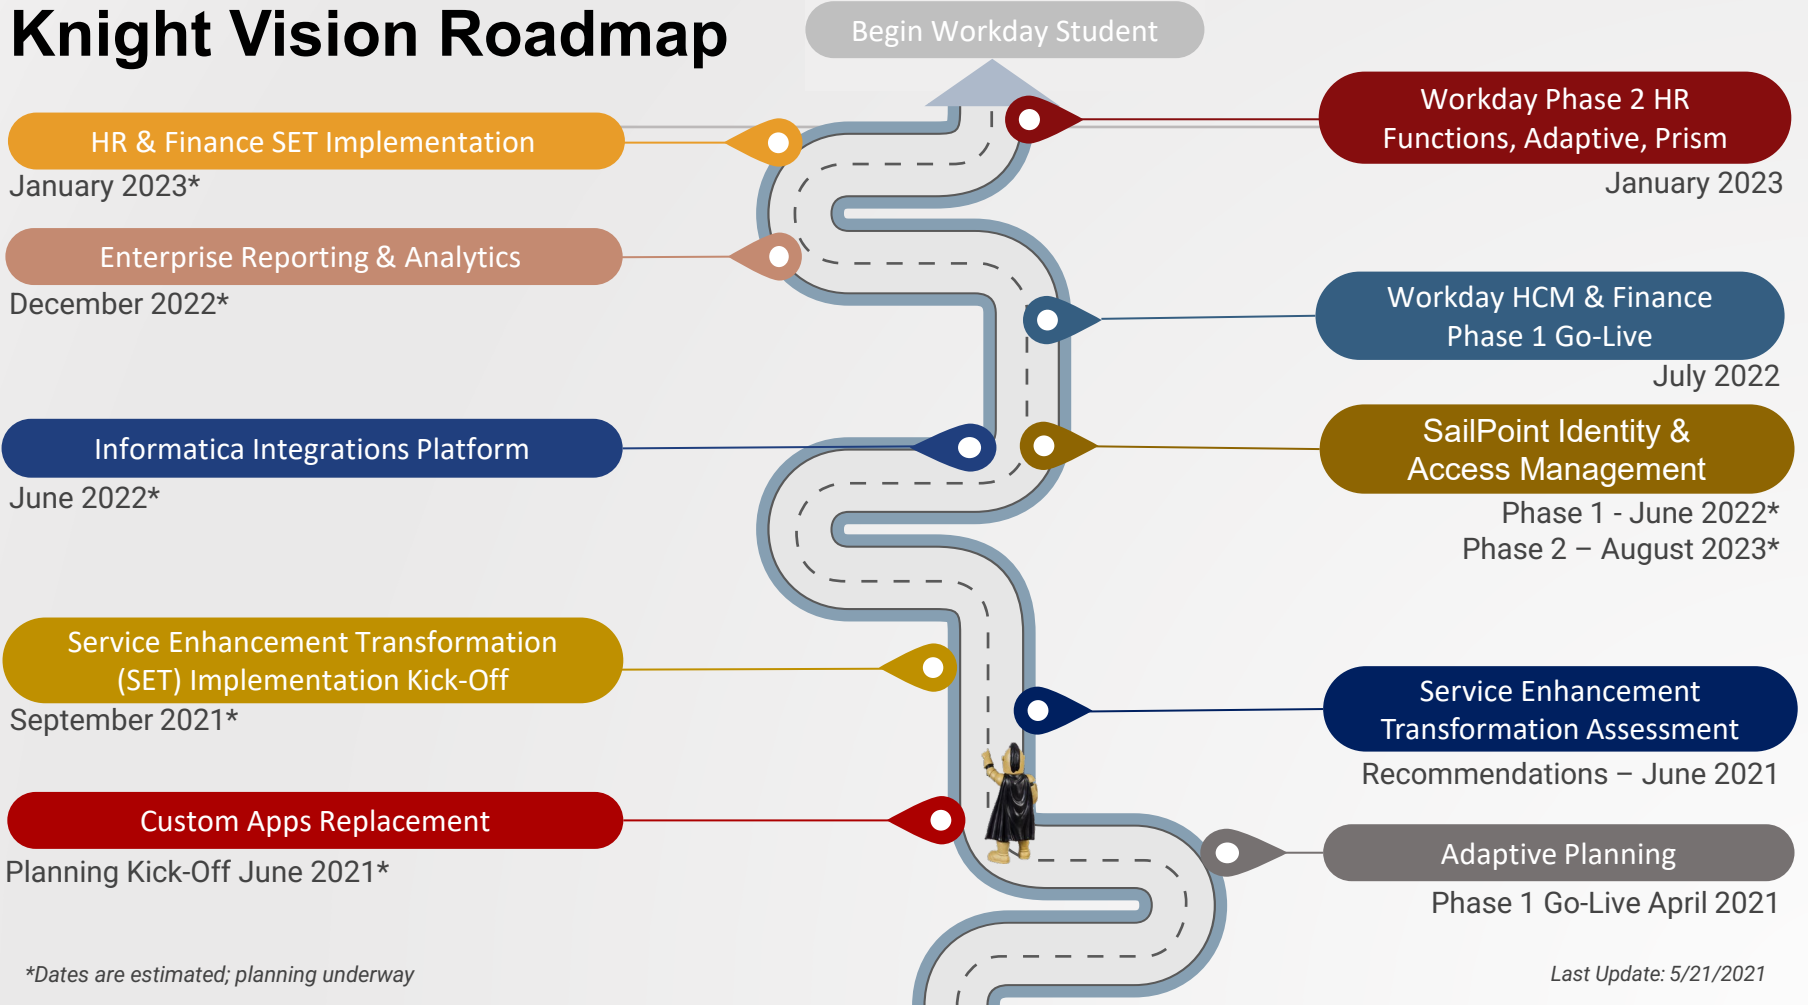 Knight Vision Roadmap
Begin Workday Student
HR & Finance SET Implementation
January 2023*
Workday Phase 2 HR
Functions, Adaptive, Prism
January 2023
Enterprise Reporting & Analytics
December 2022*
Workday HCM & Finance
Phase 1 Go-Live
July 2022
Informatica Integrations Platform
June 2022*
SailPoint Identity &
Access Management
Phase 1 - June 2022*
Phase 2 – August 2023*
Service Enhancement Transformation
(SET) Implementation Kick-Off
September 2021*
Service Enhancement
Transformation Assessment
Recommendations – June 2021
Custom Apps Replacement
Planning Kick-Off June 2021*
Adaptive Planning
Phase 1 Go-Live April 2021
*Dates are estimated; planning underway
Last Update: 5/21/2021